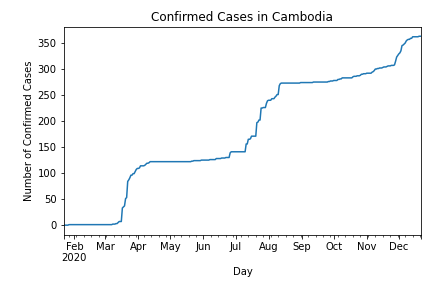 Confirmed Cases in Cambodia
Number of Confirmed Cases
350
300
250
200
150
100
50
0
Feb Mar Apr May Jun Jul Aug Sep Oct Nov Dec
2020
Day